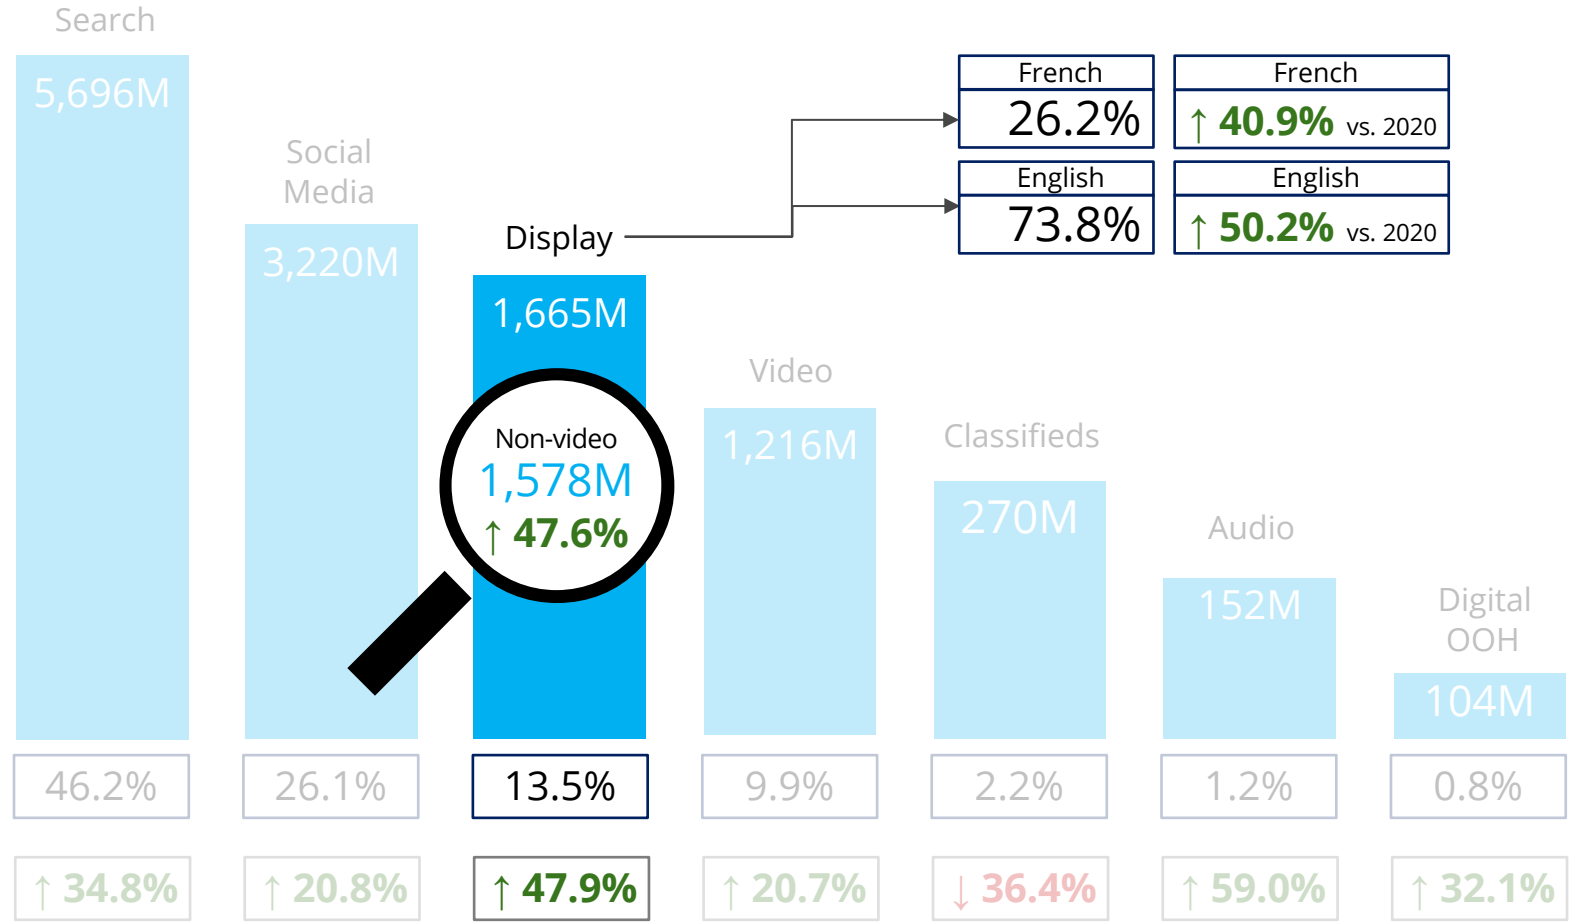 Search
5,696M
Social
Media
3,220M
Display
1,665M
Non-video
1,578M
↑ 47.6%
French
26.2%
French
↑ 40.9% vs. 2020
English
73.8%
English
↑ 50.2% vs. 2020
Video
1,216M
Classifieds
270M
Audio
152M
Digital
OOH
104M
46.2% 26.1% 13.5% 9.9% 2.2% 1.2% 0.8%
↑ 34.8% ↑ 20.8% ↑ 47.9% ↑ 20.7% ↓ 36.4% ↑ 59.0% ↑ 32.1%